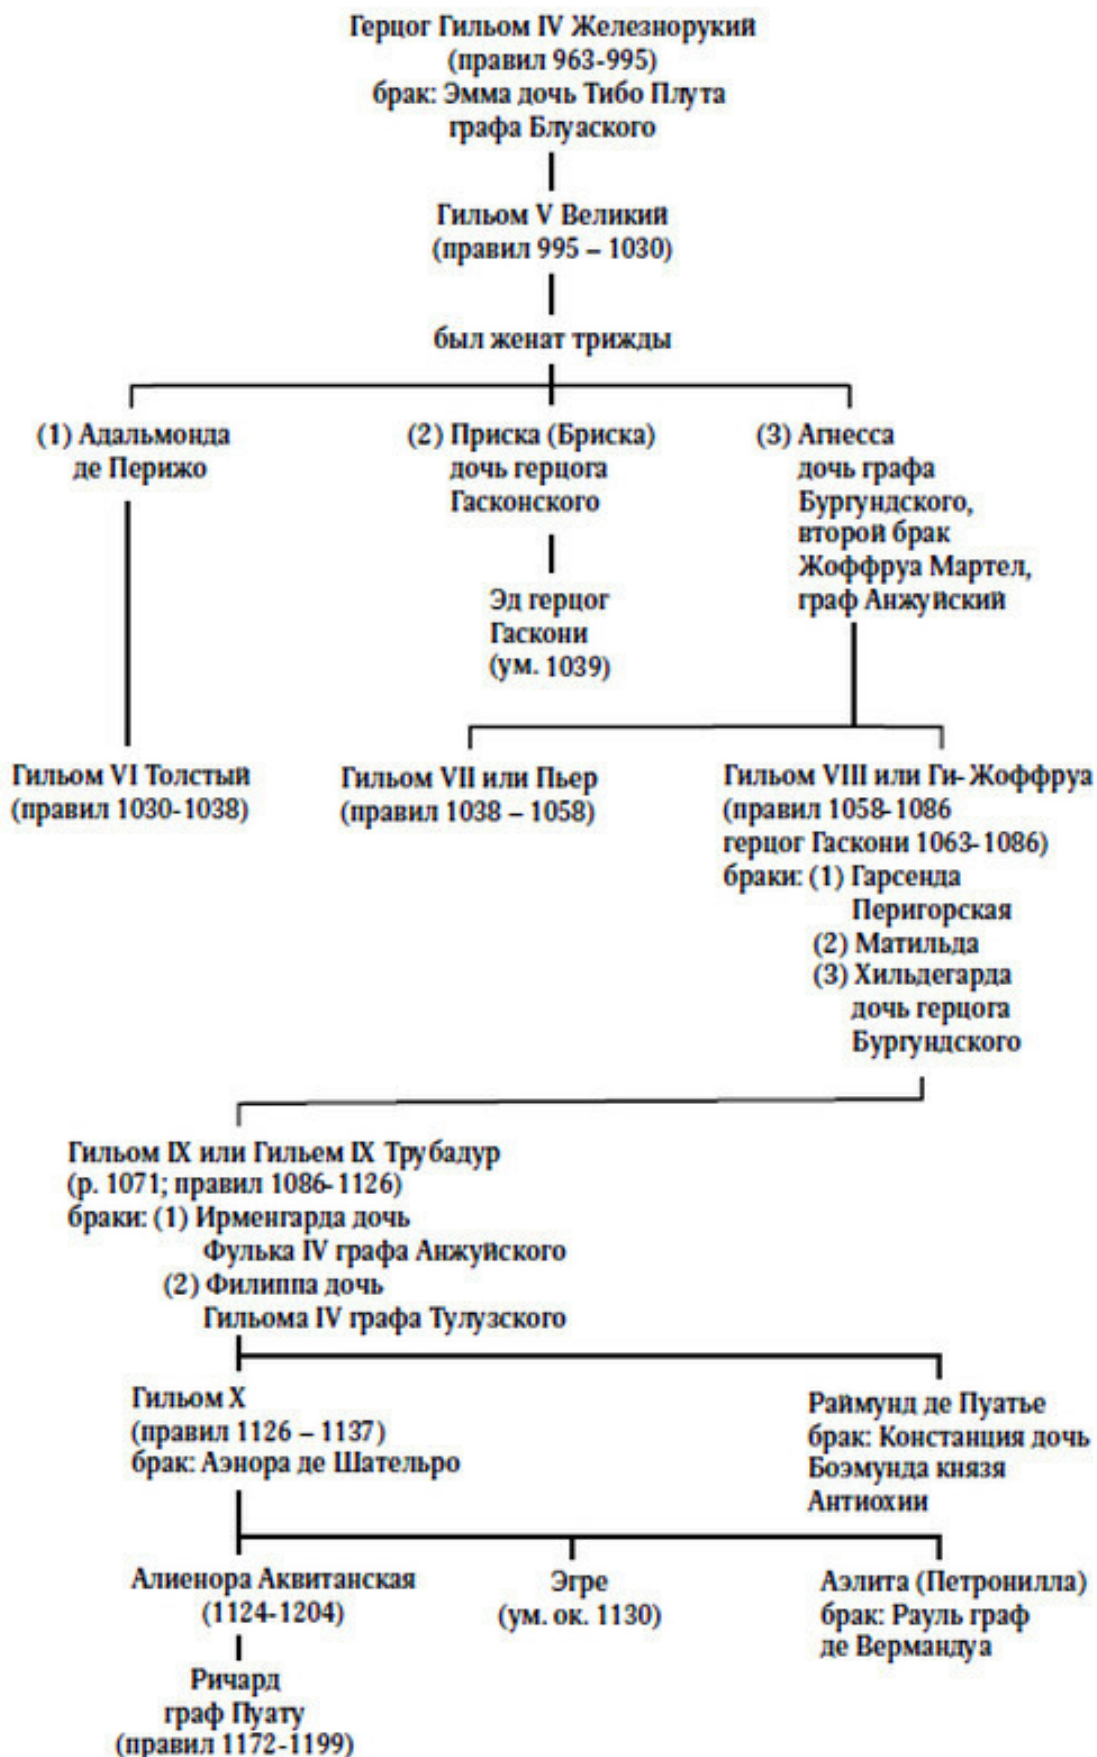 Герцог Гильом IV Железнорукий
(правил 963-995)
брак: Эмма дочь Тибо Плута
графа Блуаского
Гильом V Великий
(правил 995 – 1030)
был женат трижды
(1) Адальмонда
де Перижо
(2) Приска (Бриска)
дочь герцога
Гасконского
Эд герцог
Гаскони
(ум. 1039)
(3) Агнесса
дочь графа
Бургундского,
второй брак
Жоффруа Мартел,
граф Анжуйский
Гильом VI Толстый
(правил 1030-1038)
Гильом VII или Пьер
(правил 1038 – 1058)
Гильом VIII или Ги-Жоффруа
(правил 1058-1086
герцог Гаскони 1063-1086)
браки: (1) Гарсенда
Перигорская
(2) Матильда
(3) Хильдегарда
дочь герцога
Бургундского
Гильом IX или Гильем IX Трубадур
(р. 1071; правил 1086-1126)
браки: (1) Ирменгарда дочь
Фулька IV графа Анжуйского
(2) Филиппа дочь
Гильома IV графа Тулузского
Гильом X
(правил 1126 – 1137)
брак: Аэнора де Шательро
Раймунд де Пуатье
брак: Констанция дочь
Боэмунда князя
Антиохии
Алиенора Аквитанская
(1124-1204)
Эгре
(ум. ок. 1130)
Аэлита (Петронилла)
брак: Рауль граф
де Вермандуа
Ричард
граф Пуату
(правил 1172-1199)